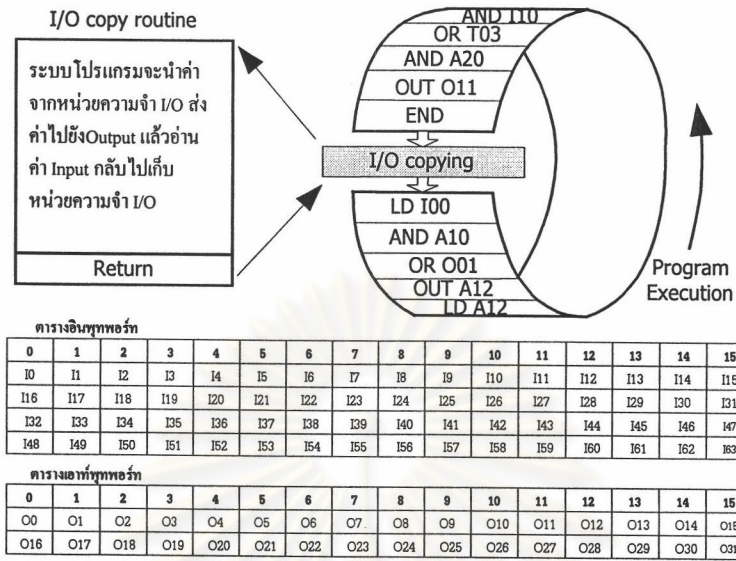 I/O copy routine
ระบบโปรแกรมจะนำค่า
จากหน่วยความจำ I/O ส่ง
ค่าไปยังOutput แล้วอ่าน
ค่า Input กลับไปเก็บ
หน่วยความจำ I/O
Return
AND I10
OR T03
AND A20
OUT O11
END
I/O copying
LD I00
AND A10
OR O01
OUT A12
LD A12
Program
Execution
ตารางอินพุทพอร์ท
0 1 2 3 4 5 6 7 8 9 10 11 12 13 14 15
I0 I1 I2 I3 I4 I5 I6 I7 I8 I9 I10 I11 I12 I13 I14 I15
I16 I17 I18 I19 I20 I21 I22 I23 I24 I25 I26 I27 I28 I29 I30 I31
I32 I33 I34 I35 I36 I37 I38 I39 I40 I41 I42 I43 I44 I45 I46 I47
I48 I49 I50 I51 I52 I53 I54 I55 I56 I57 I58 I59 I60 I61 I62 I63
ตารางเอาท์พุทพอร์ท
0 1 2 3 4 5 6 7 8 9 10 11 12 13 14 15
O0 O1 O2 O3 O4 O5 O6 O7 O8 O9 O10 O11 O12 O13 O14 O15
O16 O17 O18 O19 O20 O21 O22 O23 O24 O25 O26 O27 O28 O29 O30 O31